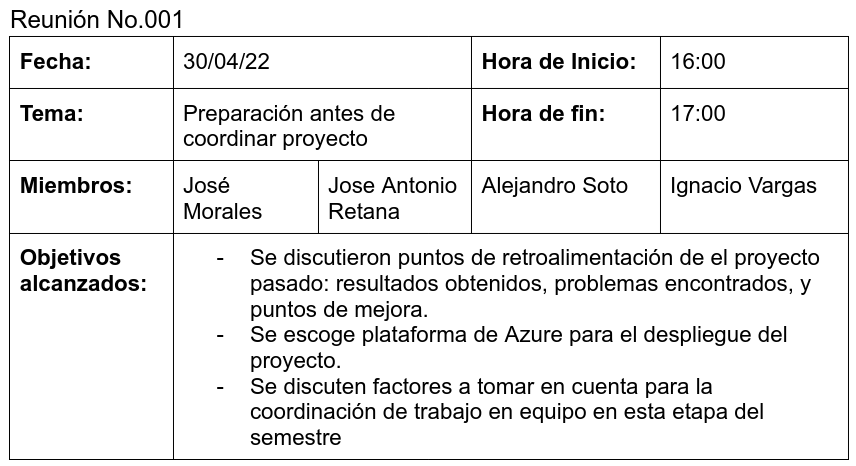 Reunión No.001
Fecha: 30/04/22 Hora de Inicio: 16:00
Tema: Preparación antes de Hora de fin: 17:00
coordinar proyecto
Miembros: José Jose Antonio Alejandro Soto Ignacio Vargas
Morales Retana
Objetivos - Se discutieron puntos de retroalimentación de el proyecto
alcanzados: pasado: resultados obtenidos, problemas encontrados, y
puntos de mejora.
- Se escoge plataforma de Azure para el despliegue del
proyecto.
- Se discuten factores a tomar en cuenta para la
coordinación de trabajo en equipo en esta etapa del
semestre